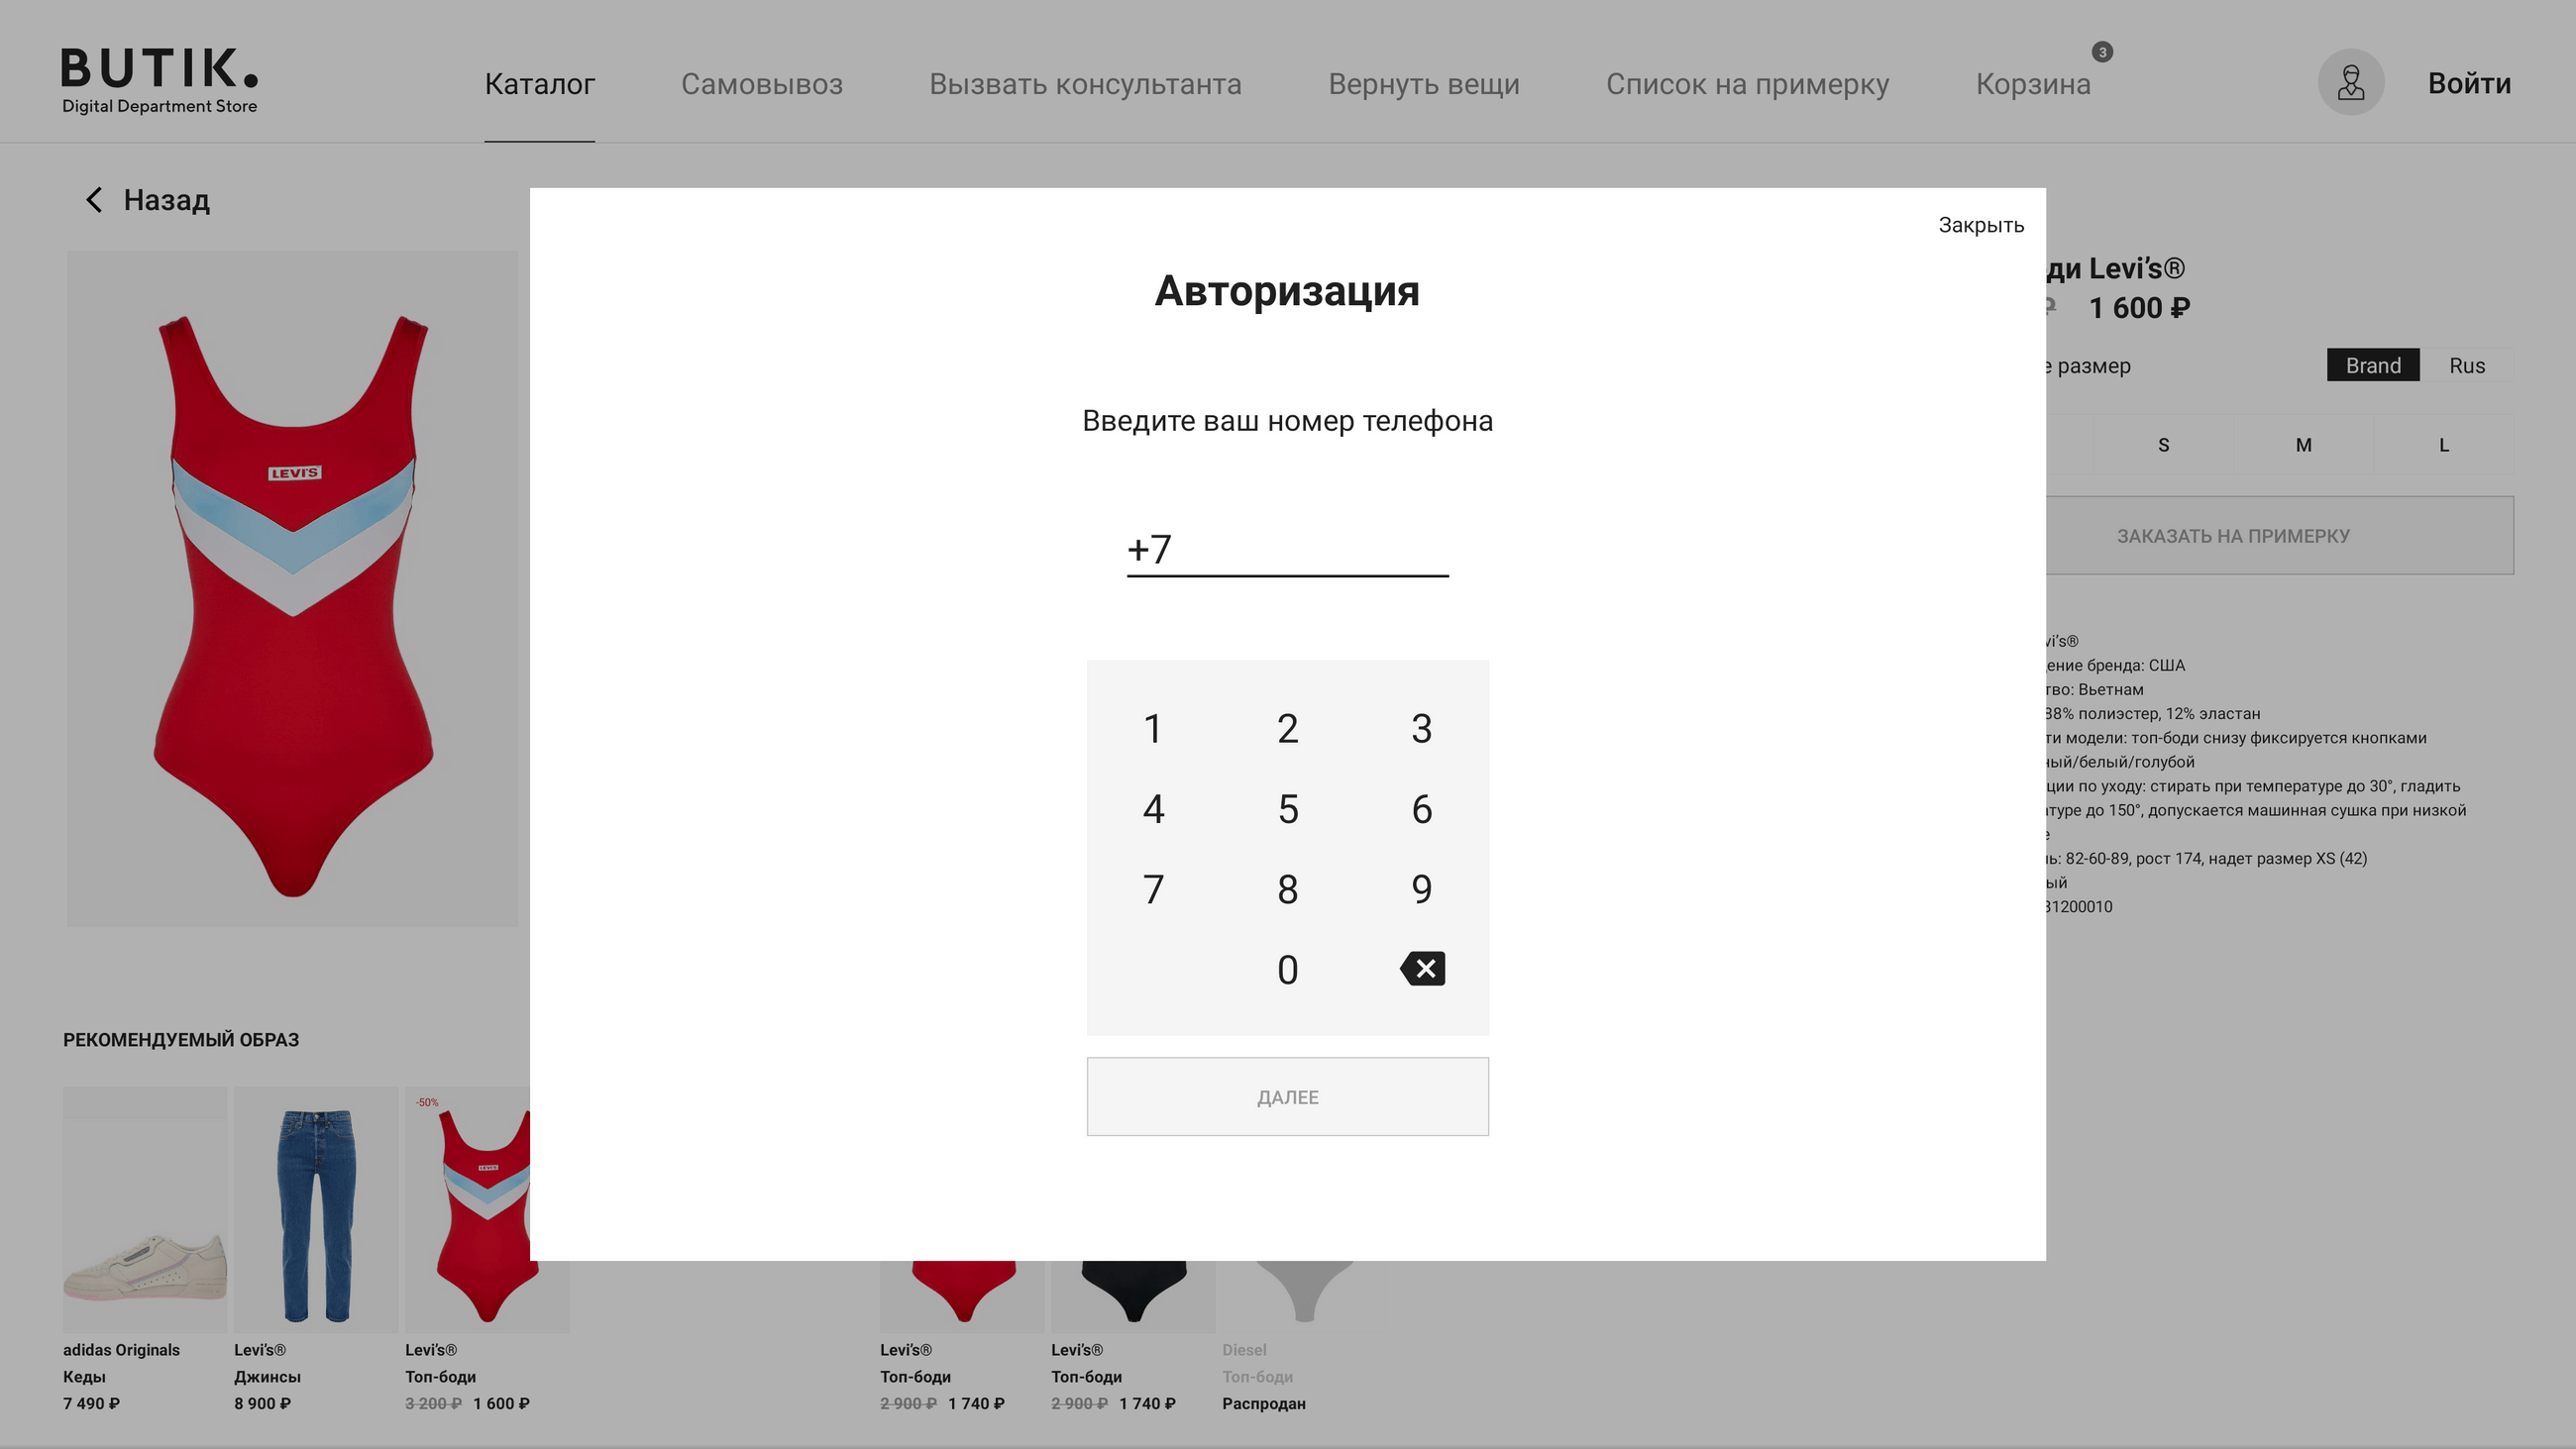 BUTIK.
Digital Department Store
Каталог
Самовывоз
Вызвать консультанта
Вернуть вещи
Список на примерку
Корзина
3
Войти
Назад
LEVI'S
Закрыть
Авторизация
Введите ваш номер телефона
+7
1 2 3
4 5 6
7 8 9
0
ДАЛЕЕ
ди Levi’s®
₽ 1 600 ₽
е размер
Brand Rus
S M L
ЗАКАЗАТЬ НА ПРИМЕРКУ
vi’s®
ение бренда: США
тво: Вьетнам
88% полиэстер, 12% эластан
ти модели: топ-боди снизу фиксируется кнопками
ный/белый/голубой
ции по уходу: стирать при температуре до 30°, гладить
туре до 150°, допускается машинная сушка при низкой
е
ь: 82-60-89, рост 174, надет размер XS (42)
ый
31200010
РЕКОМЕНДУЕМЫЙ ОБРАЗ
-50%
LEVI'S
adidas Originals
Кеды
7 490 ₽
Levi’s®
Джинсы
8 900 ₽
Levi’s®
Топ-боди
3 200 ₽ 1 600 ₽
Levi’s®
Топ-боди
2 900 ₽ 1 740 ₽
Levi’s®
Топ-боди
2 900 ₽ 1 740 ₽
Diesel
Топ-боди
Распродан